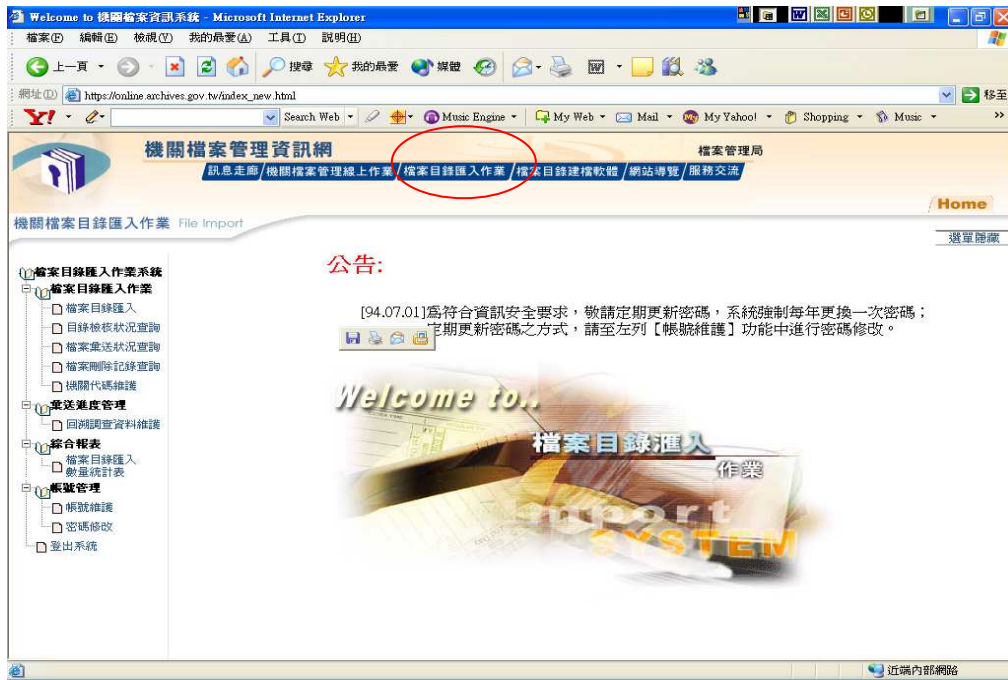 Welcome to 機關檔案資訊系統 - Microsoft Internet Explorer
檔案(F) 編輯(E) 檢視(V) 我的最愛(A) 工具(T) 說明(H)
上一頁 搜尋 我的最愛 媒體
網址(D) https://online.archives.gov.tw/index_new.html 移至
Y! Search Web Music Engine My Web Mail My Yahoo! Shopping Music »
機關檔案管理資訊網 檔案管理局
訊息走廊/機關檔案管理線上作業/檔案目錄匯入作業/檔案目錄建檔軟體/網站導覽/服務交流/
Home
機關檔案目錄匯入作業 File Import
選單隱藏
公告:
[94.07.01]為符合資訊安全要求,敬請定期更新密碼,系統強制每年更換一次密碼;
定期更新密碼之方式,請至左列【帳號維護】功能中進行密碼修改。
檔案目錄匯入作業系統
檔案目錄匯入作業
檔案目錄匯入
目錄檢核狀況查詢
檔案彙送狀況查詢
檔案刪除記錄查詢
機關代碼維護
彙送進度管理
回溯調查資料維護
綜合報表
檔案目錄匯入
數量統計表
帳號管理
帳號維護
密碼修改
登出系統
Welcome to..
檔案目錄匯入
作業
import
SYSTEM
近端內部網路